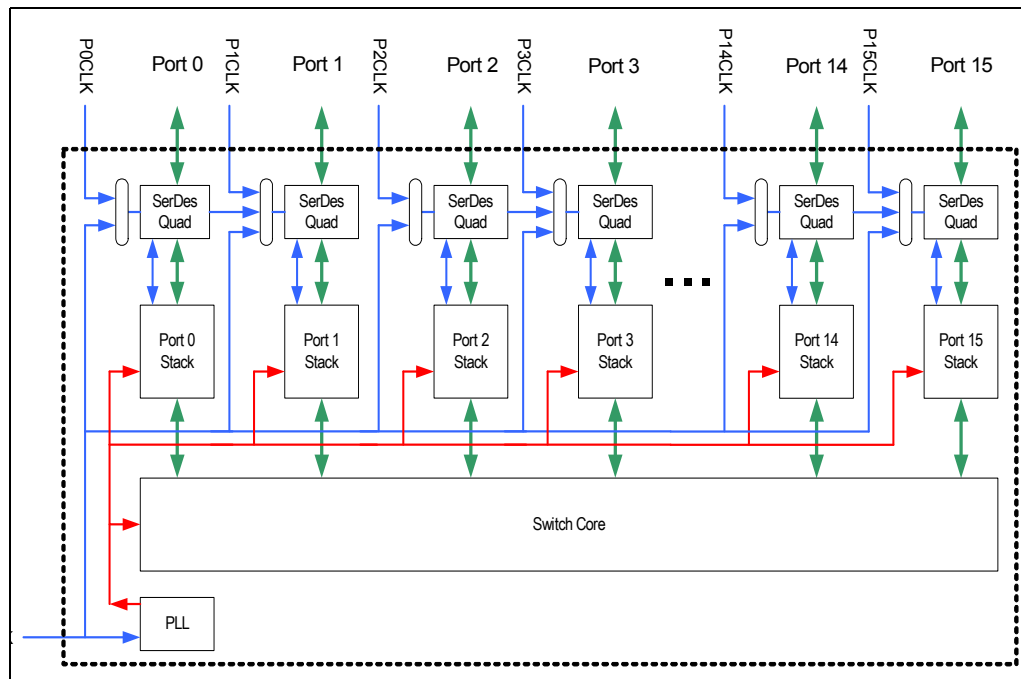 P0CLK
Port 0
P1CLK
Port 1
P2CLK
Port 2
P3CLK
Port 3
P14CLK
Port 14
P15CLK
Port 15
SerDes
Quad
SerDes
Quad
SerDes
Quad
SerDes
Quad
SerDes
Quad
SerDes
Quad
Port 0
Stack
Port 1
Stack
Port 2
Stack
Port 3
Stack
Port 14
Stack
Port 15
Stack
Switch Core
PLL